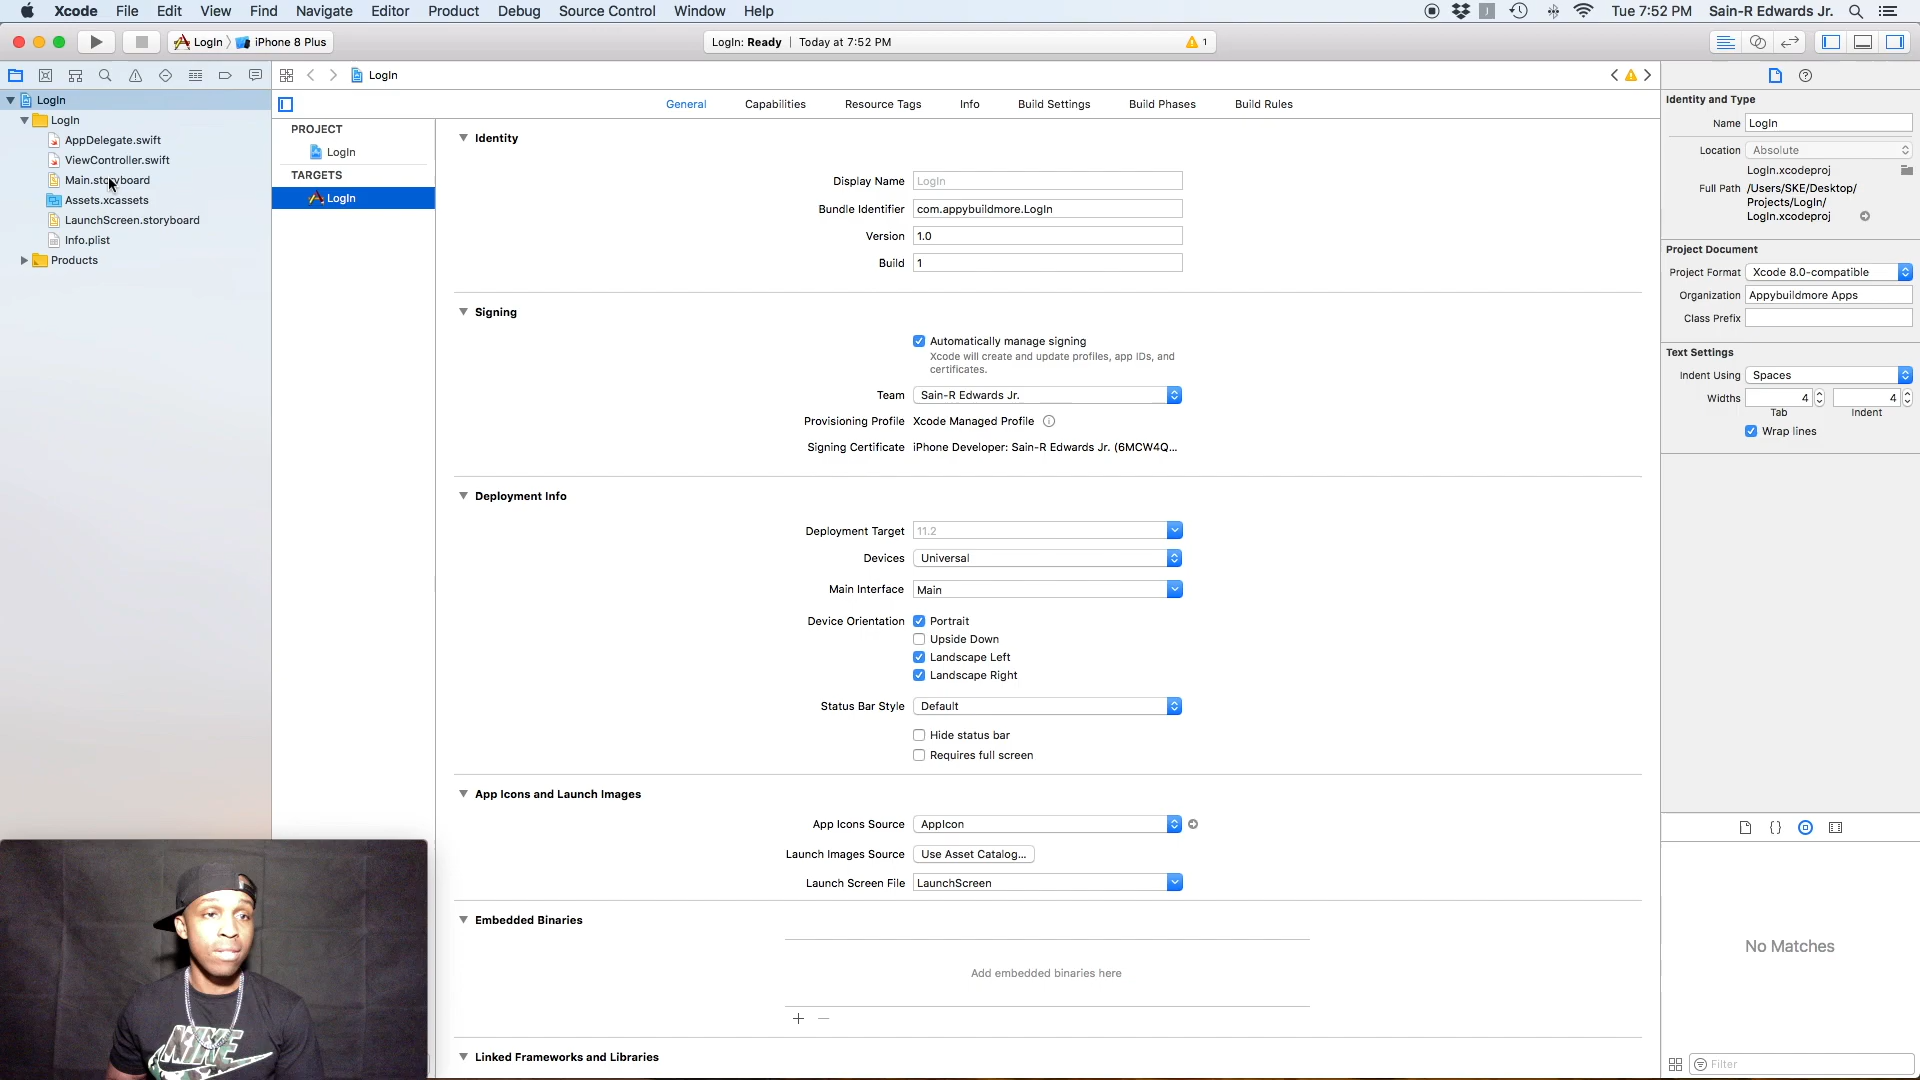 Xcode File Edit View Find Navigate Editor Product Debug Source Control Window Help
Tue 7:52 PM Sain-R Edwards Jr.
LogIn iPhone 8 Plus
LogIn: Ready | Today at 7:52 PM
1
LogIn
LogIn
AppDelegate.swift
ViewController.swift
Main.storyboard
Assets.xcassets
LaunchScreen.storyboard
Info.plist
Products
LogIn
General Capabilities Resource Tags Info Build Settings Build Phases Build Rules
PROJECT
LogIn
TARGETS
LogIn
Identity
Display Name LogIn
Bundle Identifier com.appybuildmore.LogIn
Version 1.0
Build 1
Signing
Automatically manage signing
Xcode will create and update profiles, app IDs, and
certificates.
Team Sain-R Edwards Jr.
Provisioning Profile Xcode Managed Profile
Signing Certificate iPhone Developer: Sain-R Edwards Jr. (6MCW4Q...
Deployment Info
Deployment Target 11.2
Devices Universal
Main Interface Main
Device Orientation Portrait
Upside Down
Landscape Left
Landscape Right
Status Bar Style Default
Hide status bar
Requires full screen
App Icons and Launch Images
App Icons Source AppIcon
Launch Images Source Use Asset Catalog...
Launch Screen File LaunchScreen
Embedded Binaries
Add embedded binaries here
Linked Frameworks and Libraries
Identity and Type
Name LogIn
Location Absolute
LogIn.xcodeproj
Full Path /Users/SKE/Desktop/
Projects/LogIn/
LogIn.xcodeproj
Project Document
Project Format Xcode 8.0-compatible
Organization Appybuildmore Apps
Class Prefix
Text Settings
Indent Using Spaces
Widths 4 4
Tab Indent
Wrap lines
No Matches
Filter
NIKE